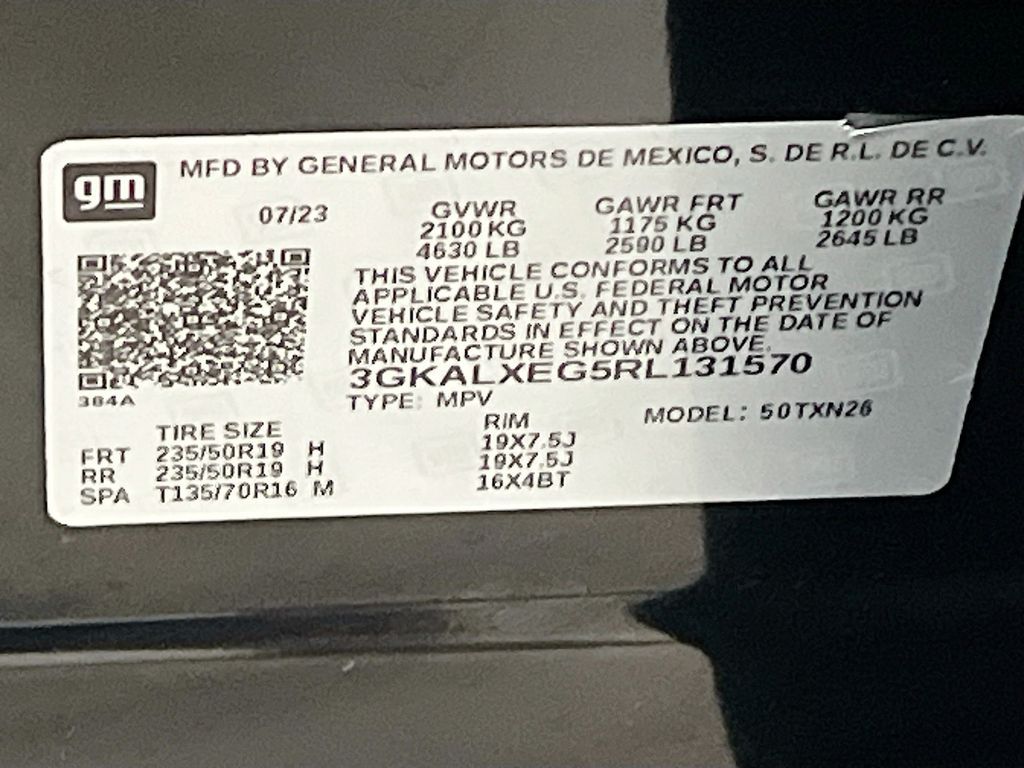 gm
MFD BY GENERAL MOTORS DE MEXICO, S. DE R.L. DE C.V.
07/23
GVWR
2100 KG
4630 LB
GAWR FRT
1175 KG
2590 LB
GAWR RR
1200 KG
2645 LB
THIS VEHICLE CONFORMS TO ALL
APPLICABLE U.S. FEDERAL MOTOR
VEHICLE SAFETY AND THEFT PREVENTION
STANDARDS IN EFFECT ON THE DATE OF
MANUFACTURE SHOWN ABOVE.
3GKALXEG5RL131570
384A
TYPE: MPV
MODEL: 50TXN26
TIRE SIZE
RIM
FRT 235/50R19 H 19X7.5J
RR 235/50R19 H 19X7.5J
SPA T135/70R16 M 16X4BT